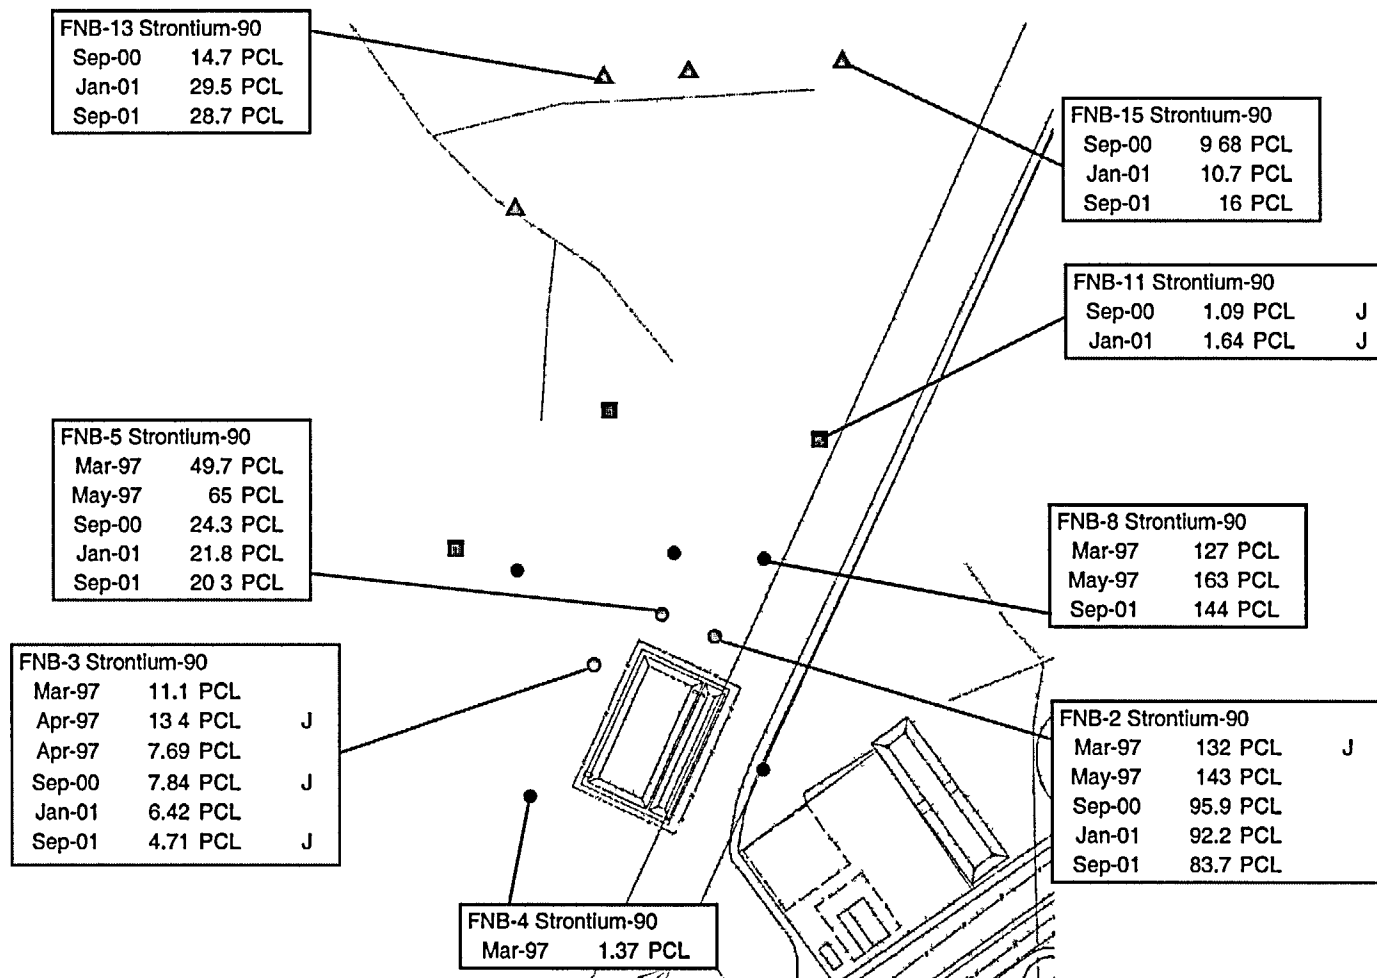 FNB-13 Strontium-90
Sep-00 14.7 PCL
Jan-01 29.5 PCL
Sep-01 28.7 PCL
FNB-15 Strontium-90
Sep-00 9 68 PCL
Jan-01 10.7 PCL
Sep-01 16 PCL
FNB-11 Strontium-90
Sep-00 1.09 PCL J
Jan-01 1.64 PCL J
FNB-5 Strontium-90
Mar-97 49.7 PCL
May-97 65 PCL
Sep-00 24.3 PCL
Jan-01 21.8 PCL
Sep-01 20 3 PCL
FNB-8 Strontium-90
Mar-97 127 PCL
May-97 163 PCL
Sep-01 144 PCL
FNB-3 Strontium-90
Mar-97 11.1 PCL
Apr-97 13 4 PCL J
Apr-97 7.69 PCL
Sep-00 7.84 PCL J
Jan-01 6.42 PCL
Sep-01 4.71 PCL J
FNB-2 Strontium-90
Mar-97 132 PCL J
May-97 143 PCL
Sep-00 95.9 PCL
Jan-01 92.2 PCL
Sep-01 83.7 PCL
FNB-4 Strontium-90
Mar-97 1.37 PCL